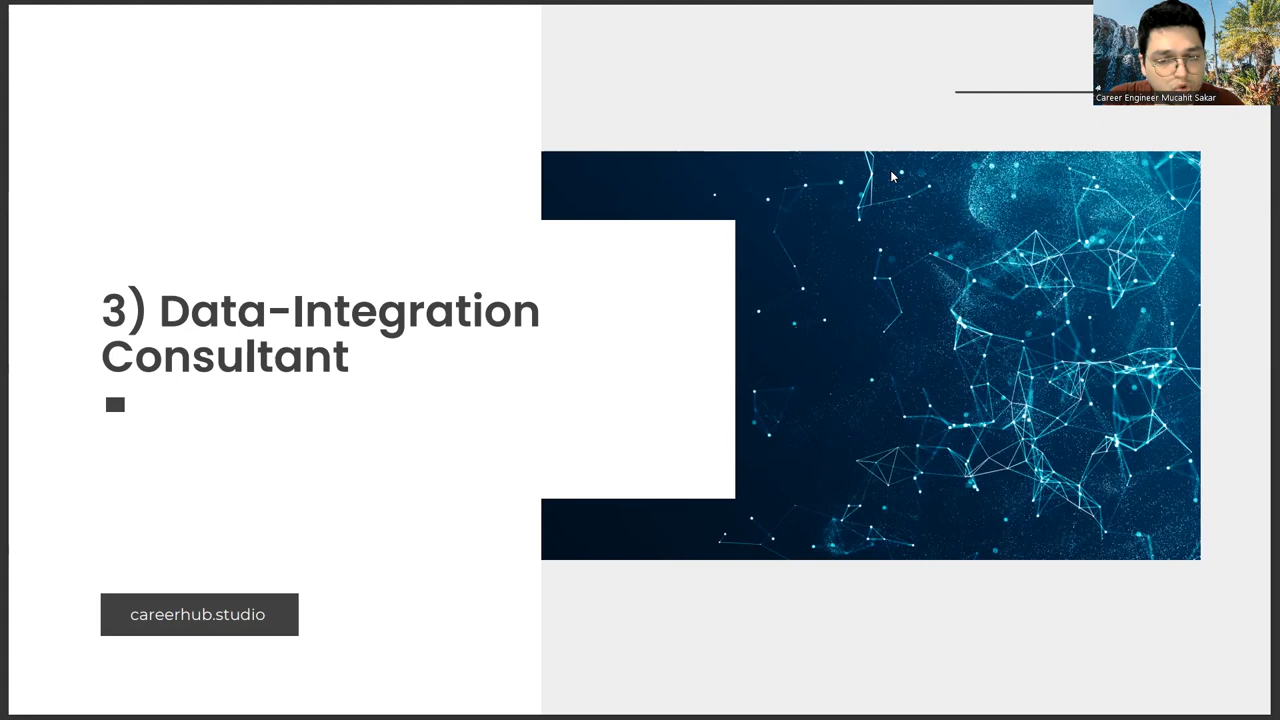 Career Engineer Mucahit Sakar
3) Data-Integration
Consultant
careerhub.studio